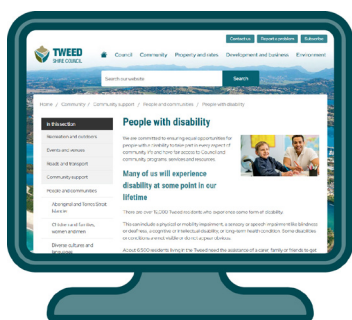 Contact us Report a problem Subscribe
TWEED
SHIRE COUNCIL
Council Community Property and rates Development and business Environment
Search our website
Search
Home / Community / Community support / People and communities / People with disability
In this section
Recreation and outdoors
Events and venues
Roads and transport
Community support
People and communities
Aboriginal and Torres Strait
Islander
Children and families,
women and men
Diverse cultures and
languages
People with disability
We are committed to ensuring equal opportunities for
people with a disability to take part in every aspect of
community life and have fair access to Council and
community programs, services and resources.
Many of us will experience
disability at some point in our
lifetime
There are over 15,000 Tweed residents who experience some form of disability.
This can include a physical or mobility impairment, a sensory or speech impairment like blindness
or deafness, a cognitive or intellectual disability, or long-term health condition. Some disabilities
or conditions are not visible or do not appear obvious.
About 6,500 residents living in the Tweed need the assistance of a carer, family or friends to get